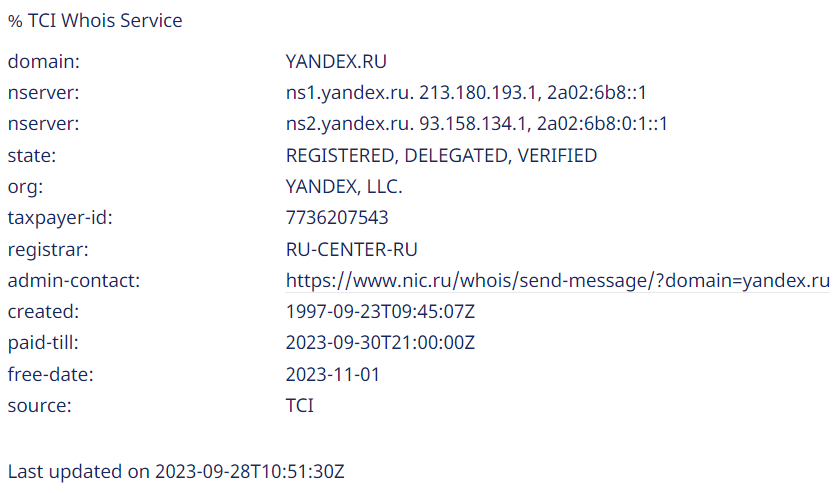 % TCI Whois Service
domain: YANDEX.RU
nserver: ns1.yandex.ru. 213.180.193.1, 2a02:6b8::1
nserver: ns2.yandex.ru. 93.158.134.1, 2a02:6b8:0:1::1
state: REGISTERED, DELEGATED, VERIFIED
org: YANDEX, LLC.
taxpayer-id: 7736207543
registrar: RU-CENTER-RU
admin-contact: https://www.nic.ru/whois/send-message/?domain=yandex.ru
created: 1997-09-23T09:45:07Z
paid-till: 2023-09-30T21:00:00Z
free-date: 2023-11-01
source: TCI
Last updated on 2023-09-28T10:51:30Z